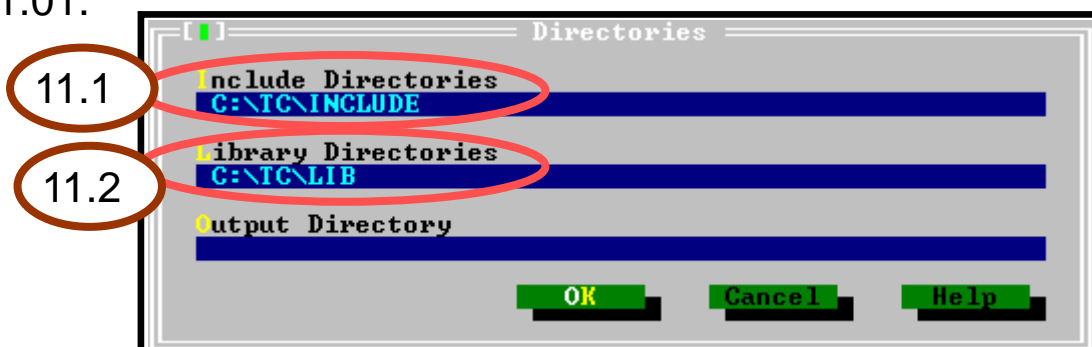 1.01.
[ ] Directories
11.1
Include Directories
C:\TC\INCLUDE
11.2
Library Directories
C:\TC\LIB
Output Directory
OK Cancel Help